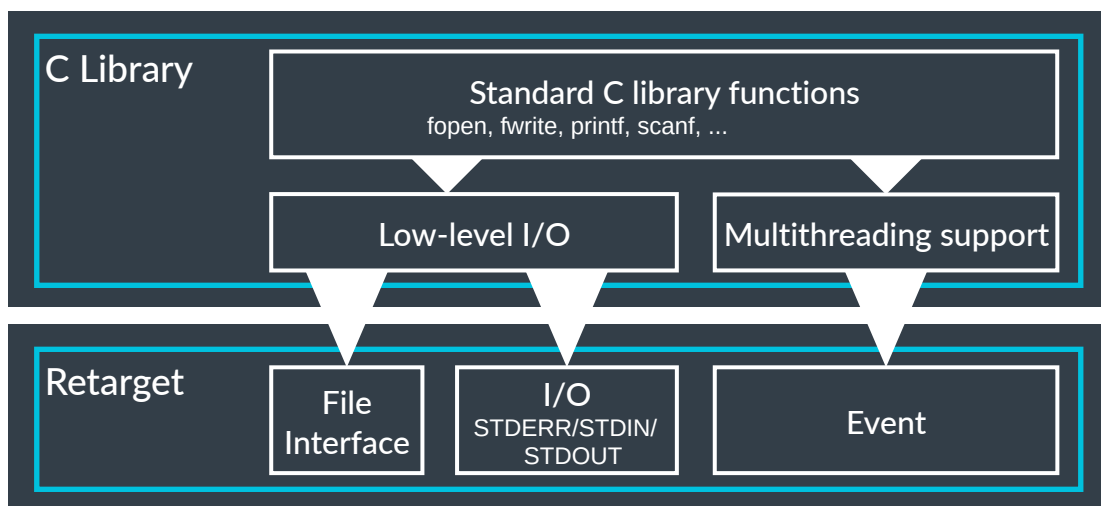 C Library
Standard C library functions
fopen, fwrite, printf, scanf, ...
Low-level I/O
Multithreading support
Retarget
File
Interface
I/O
STDERR/STDIN/
STDOUT
Event